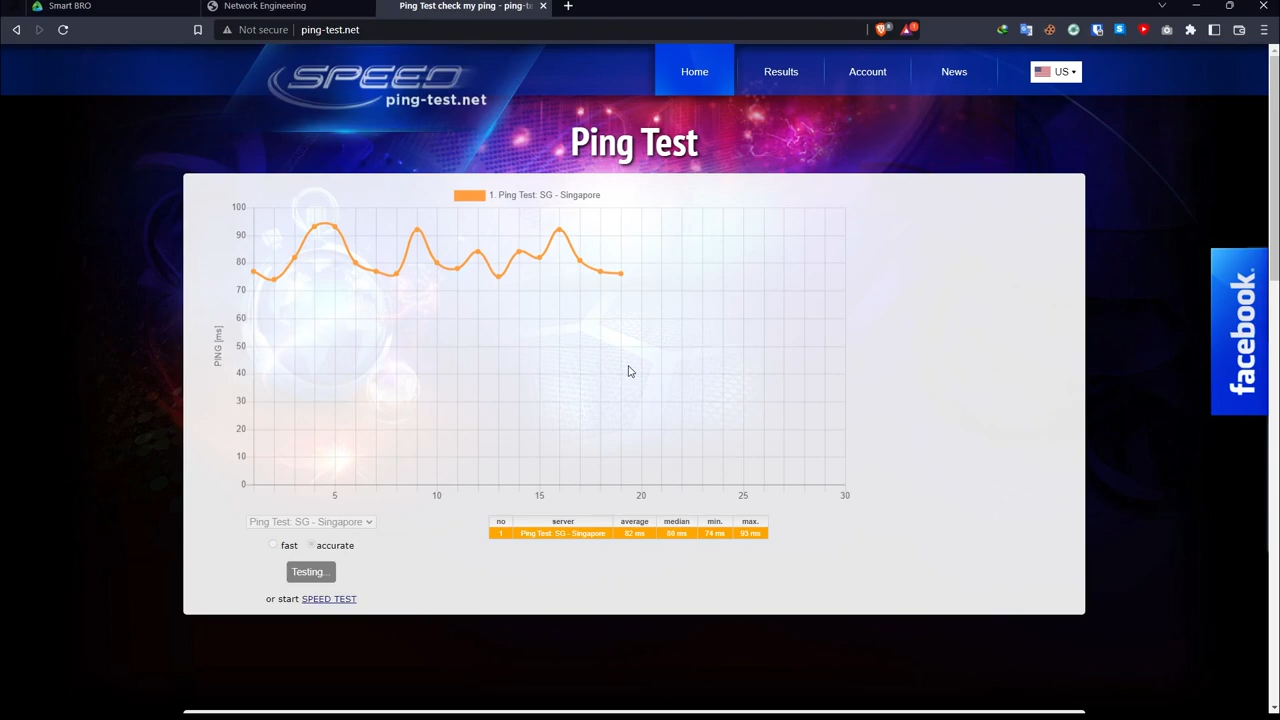 Smart BRO
Network Engineering
Ping Test check my ping - ping-te
Not secure
ping-test.net
SPEED
ping-test.net
Home
Results
Account
News
US
Ping Test
1. Ping Test: SG - Singapore
100
90
80
70
60
50
40
30
20
10
0
PING [ms]
5
10
15
20
25
30
Ping Test: SG - Singapore
fast
accurate
Testing...
or start SPEED TEST
no server average median min. max.
1 Ping Test: SG - Singapore 82 ms 80 ms 74 ms 93 ms
facebook